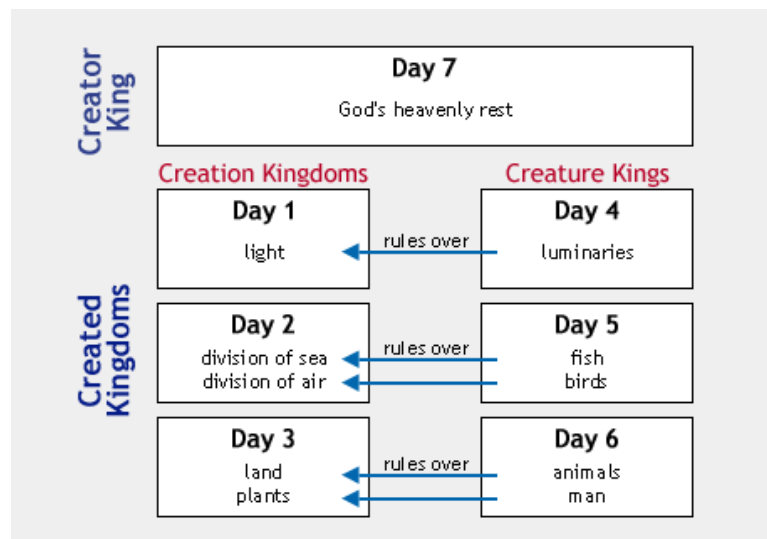 Creator
King
Day 7
God's heavenly rest
Creation Kingdoms
Creature Kings
Created
Kingdoms
Day 1
light
rules over
Day 4
luminaries
Day 2
division of sea
division of air
rules over
Day 5
fish
birds
Day 3
land
plants
rules over
Day 6
animals
man